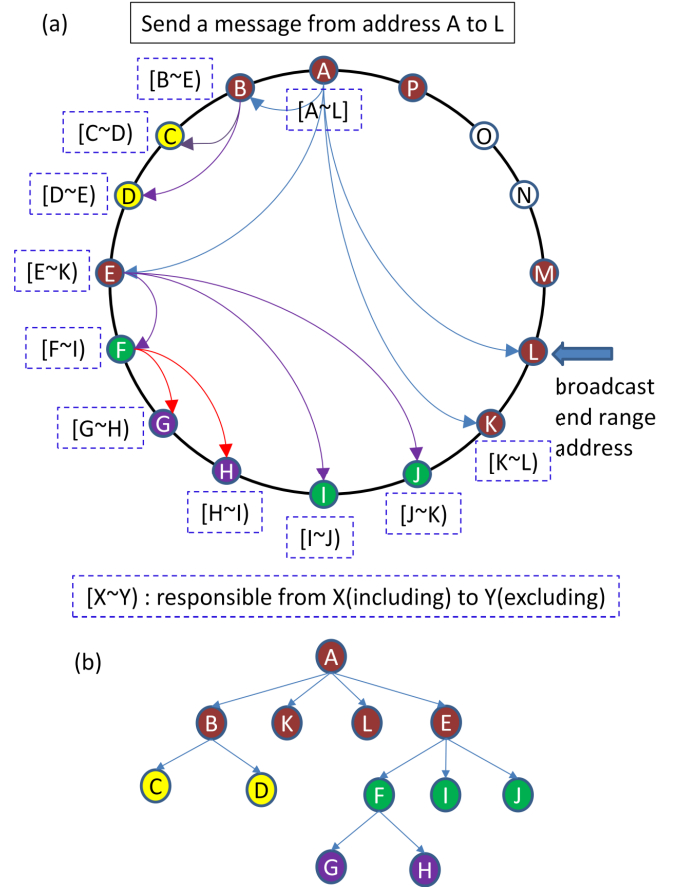 (a)
Send a message from address A to L
[B~E)
B
A
P
[A~L]
[C~D)
C
O
[D~E)
D
N
[E~K)
E
M
[F~I)
F
L
broadcast
end range
address
[G~H)
G
K
[K~L)
H
J
I
[H~I)
[J~K)
[I~J)
[X~Y) : responsible from X(including) to Y(excluding)
(b)
A
B
K
L
E
C
D
F
I
J
G
H